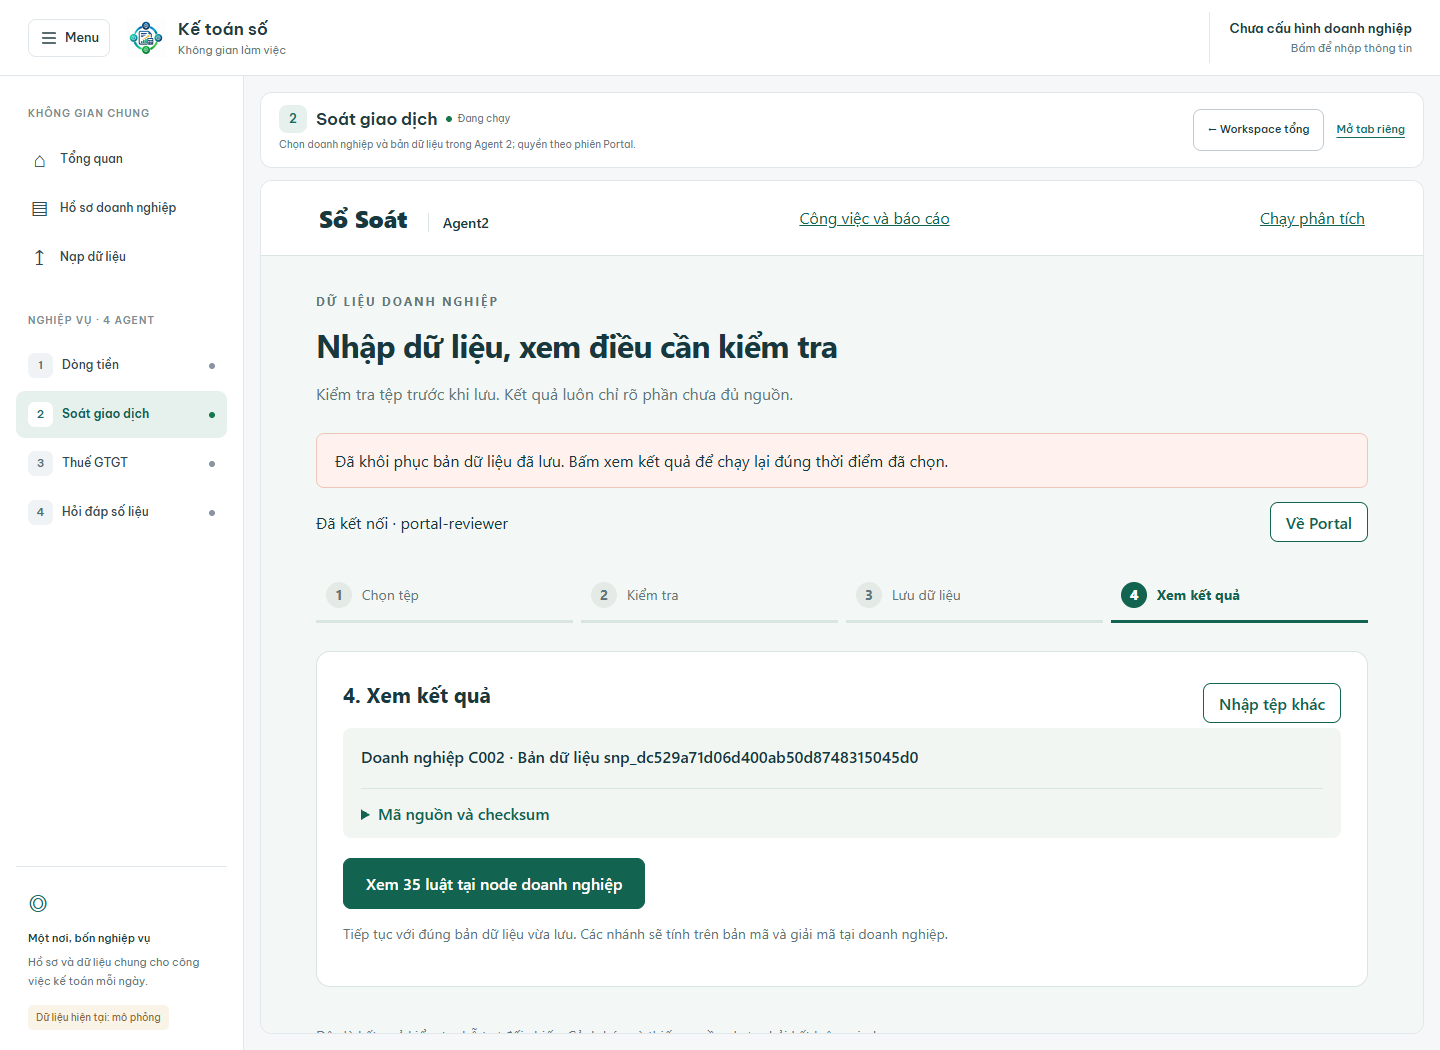 Menu
Kế toán số
Không gian làm việc
Chưa cấu hình doanh nghiệp
Bấm để nhập thông tin
KHÔNG GIAN CHUNG
Tổng quan
Hồ sơ doanh nghiệp
Nạp dữ liệu
NGHIỆP VỤ · 4 AGENT
1 Dòng tiền
2 Soát giao dịch
3 Thuế GTGT
4 Hỏi đáp số liệu
Một nơi, bốn nghiệp vụ
Hồ sơ và dữ liệu chung cho công
việc kế toán mỗi ngày.
Dữ liệu hiện tại: mô phỏng
2 Soát giao dịch
Đang chạy
Chọn doanh nghiệp và bản dữ liệu trong Agent 2; quyền theo phiên Portal.
← Workspace tổng
Mở tab riêng
Sổ Soát
Agent2
Công việc và báo cáo
Chạy phân tích
DỮ LIỆU DOANH NGHIỆP
Nhập dữ liệu, xem điều cần kiểm tra
Kiểm tra tệp trước khi lưu. Kết quả luôn chỉ rõ phần chưa đủ nguồn.
Đã khôi phục bản dữ liệu đã lưu. Bấm xem kết quả để chạy lại đúng thời điểm đã chọn.
Đã kết nối · portal-reviewer
Về Portal
1 Chọn tệp
2 Kiểm tra
3 Lưu dữ liệu
4 Xem kết quả
4. Xem kết quả
Nhập tệp khác
Doanh nghiệp C002 · Bản dữ liệu snp_dc529a71d06d400ab50d8748315045d0
Mã nguồn và checksum
Xem 35 luật tại node doanh nghiệp
Tiếp tục với đúng bản dữ liệu vừa lưu. Các nhánh sẽ tính trên bản mã và giải mã tại doanh nghiệp.